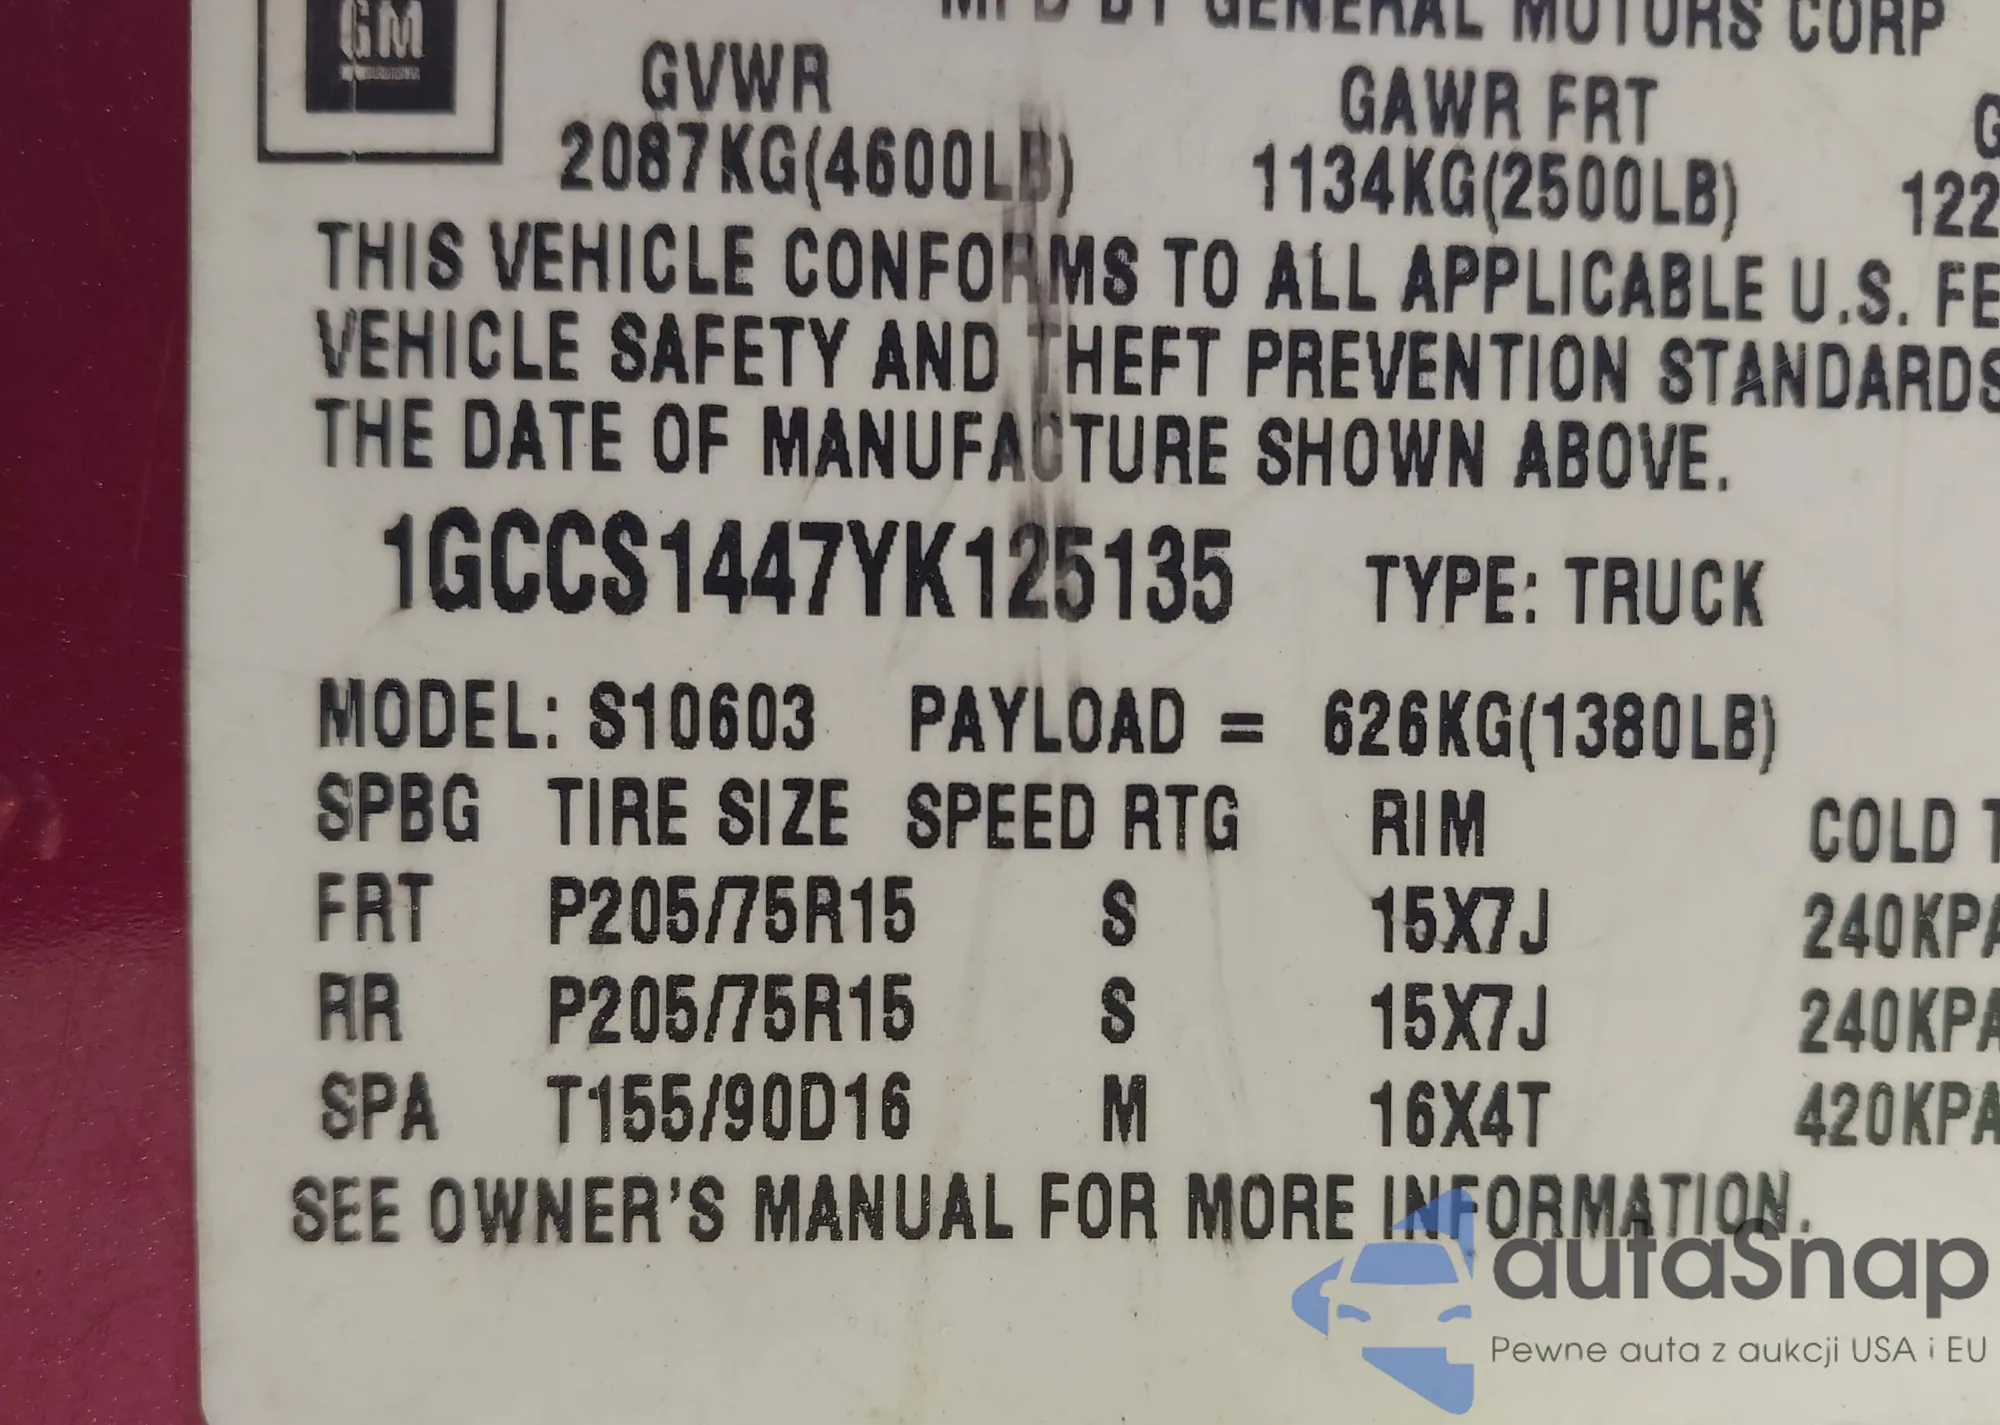 GM
MFD BY GENERAL MOTORS CORP
GVWR GAWR FRT G
2087KG(4600LB) 1134KG(2500LB) 122
THIS VEHICLE CONFORMS TO ALL APPLICABLE U.S. FE
VEHICLE SAFETY AND THEFT PREVENTION STANDARDS
THE DATE OF MANUFACTURE SHOWN ABOVE.
1GCCS1447YK125135 TYPE: TRUCK
MODEL: S10603 PAYLOAD = 626KG(1380LB)
SPBG TIRE SIZE SPEED RTG RIM COLD T
FRT P205/75R15 S 15X7J 240KPA
RR P205/75R15 S 15X7J 240KPA
SPA T155/90D16 M 16X4T 420KPA
SEE OWNER'S MANUAL FOR MORE INFORMATION.
autaSnap
Pewne auta z aukcji USA i EU